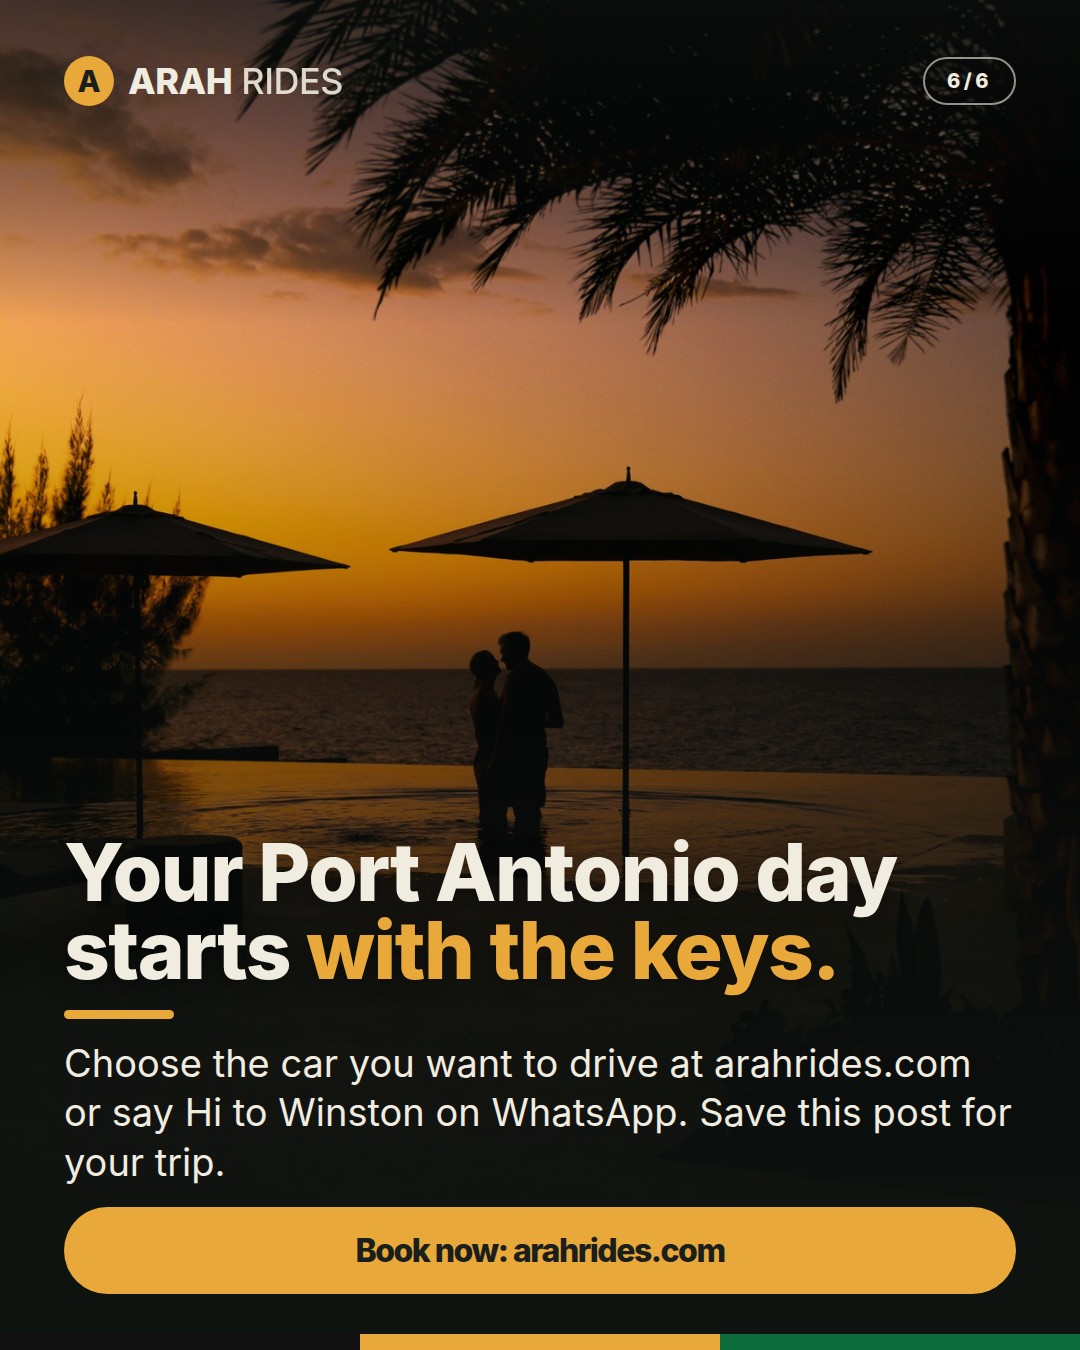 A ARAH RIDES
6/6
Your Port Antonio day
starts with the keys.
Choose the car you want to drive at arahrides.com
or say Hi to Winston on WhatsApp. Save this post for
your trip.
Book now: arahrides.com